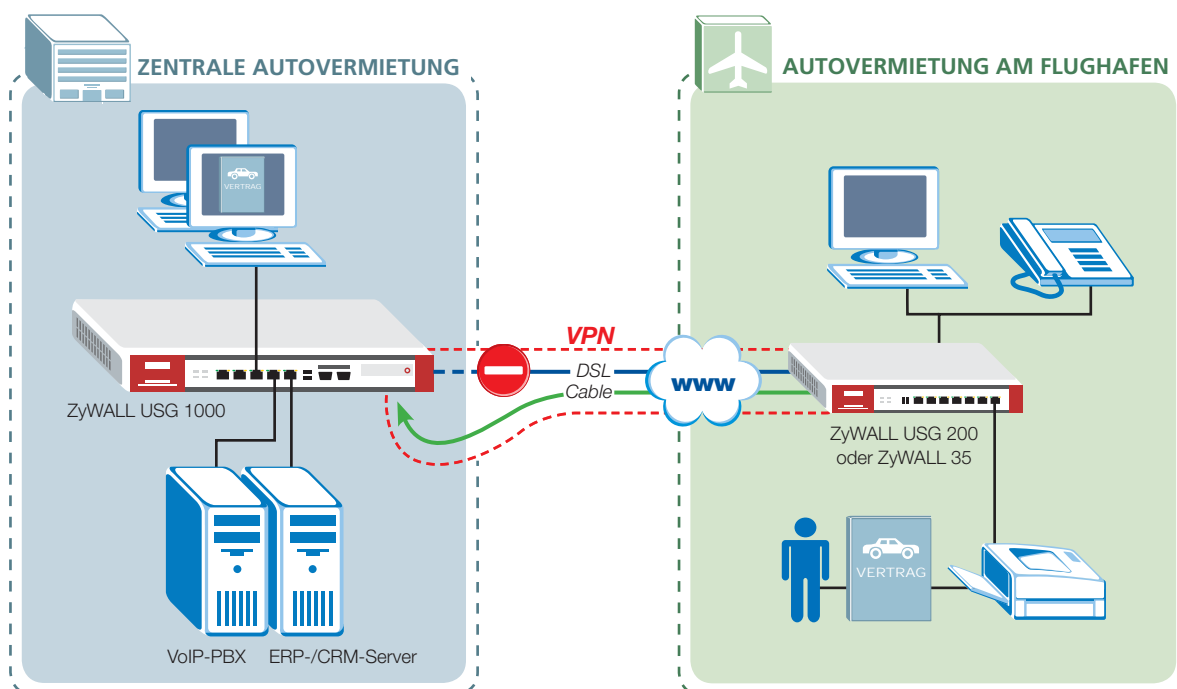 ZENTRALE AUTOVERMIETUNG
AUTOVERMIETUNG AM FLUGHAFEN
VERTRAG
VPN
DSL
Cable
www
ZyWALL USG 1000
ZyWALL USG 200
oder ZyWALL 35
VERTRAG
VoIP-PBX
ERP-/CRM-Server